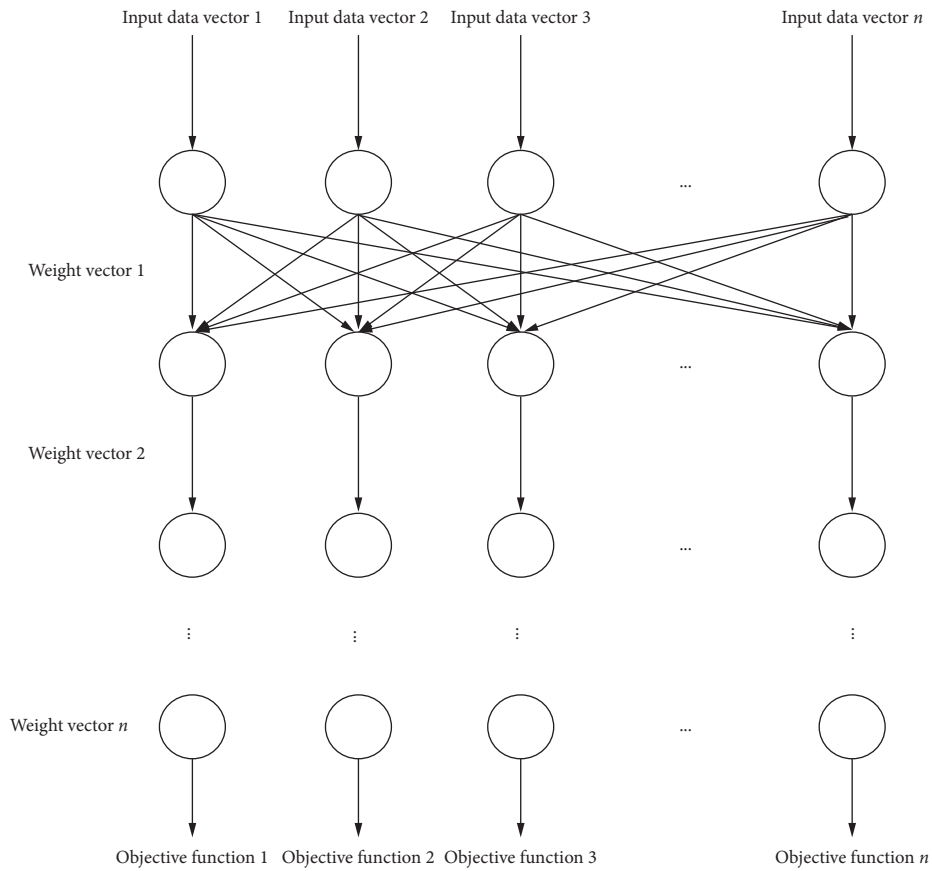 Input data vector 1 Input data vector 2 Input data vector 3 Input data vector n
...
Weight vector 1
...
Weight vector 2
...
⋮ ⋮ ⋮ ⋮
Weight vector n ...
Objective function 1 Objective function 2 Objective function 3 Objective function n